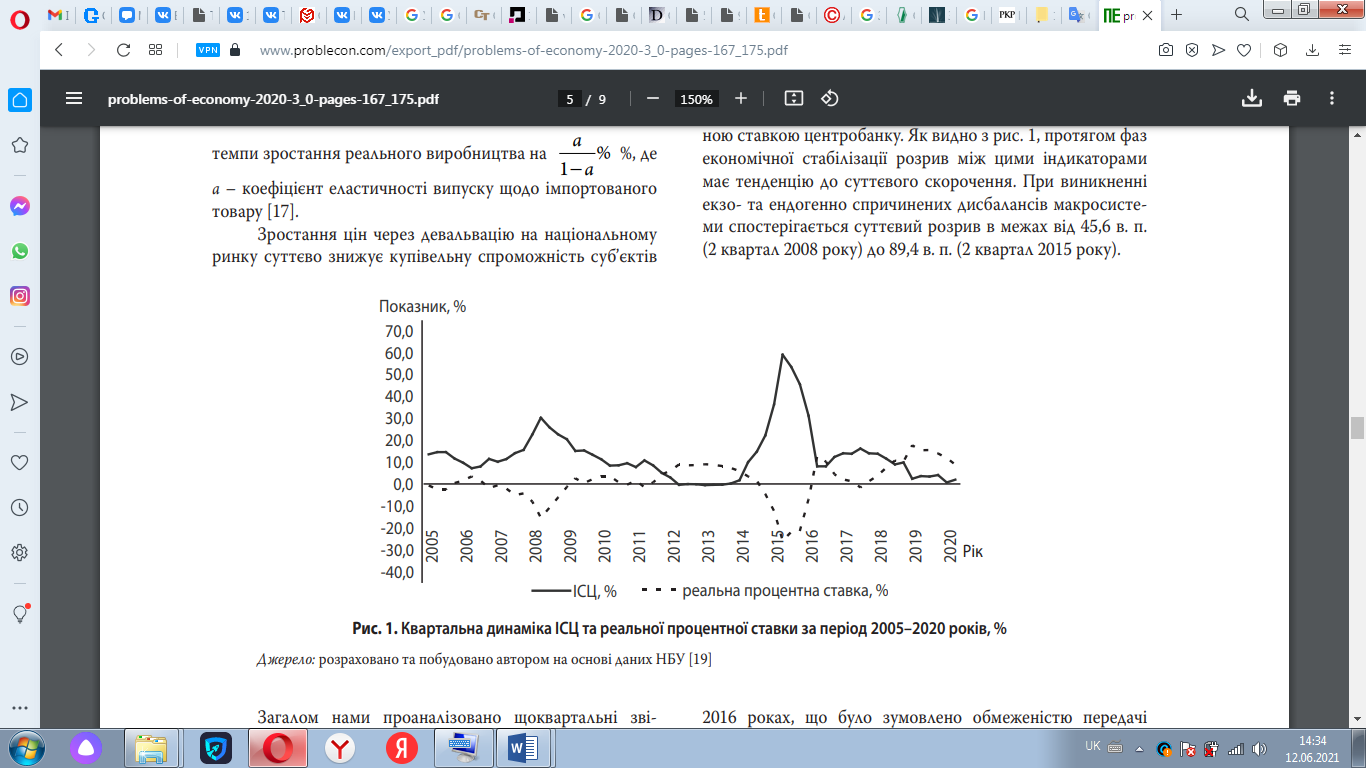 www.problecon.com/export_pdf/problems-of-economy-2020-3_0-pages-167_175.pdf
VPN
problems-of-economy-2020-3_0-pages-167_175.pdf
5 / 9
150%
темпи зростання реального виробництва на a/1−a % %, де
a – коефіцієнт еластичності випуску щодо імпортованого
товару [17].
Зростання цін через девальвацію на національному
ринку суттєво знижує купівельну спроможність суб’єктів
ною ставкою центробанку. Як видно з рис. 1, протягом фаз
економічної стабілізації розрив між цими індикаторами
має тенденцію до суттєвого скорочення. При виникненні
екзо- та ендогенно спричинених дисбалансів макросисте-
ми спостерігається суттєвий розрив в межах від 45,6 в. п.
(2 квартал 2008 року) до 89,4 в. п. (2 квартал 2015 року).
Показник, %
70,0
60,0
50,0
40,0
30,0
20,0
10,0
0,0
-10,0
-20,0
-30,0
-40,0
2005
2006
2007
2008
2009
2010
2011
2012
2013
2014
2015
2016
2017
2018
2019
2020
Рік
ІСЦ, %
реальна процентна ставка, %
Рис. 1. Квартальна динаміка ІСЦ та реальної процентної ставки за період 2005–2020 років, %
Джерело: розраховано та побудовано автором на основі даних НБУ [19]
Загалом нами проаналізовано щоквартальні зві-
2016 роках, що було зумовлено обмеженістю передачі
UK
14:34
12.06.2021